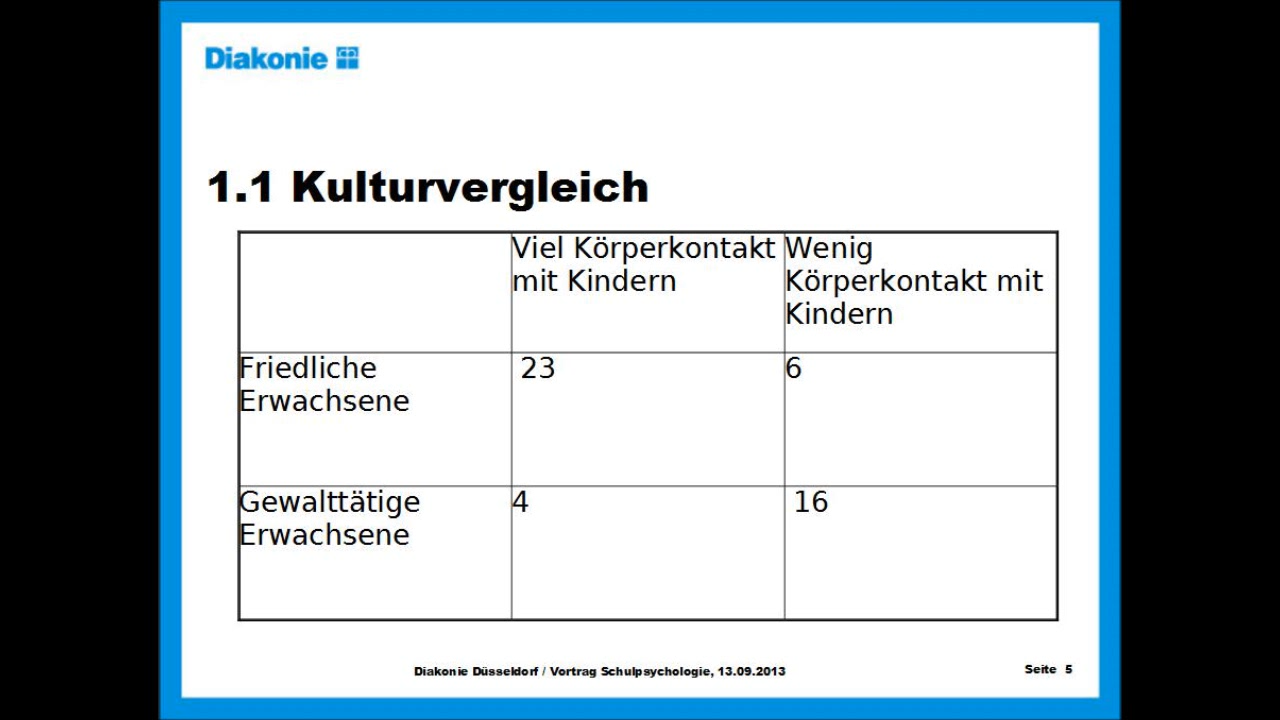 Diakonie
1.1 Kulturvergleich
Viel Körperkontakt
mit Kindern
Wenig
Körperkontakt mit
Kindern
Friedliche
Erwachsene
23
6
Gewalttätige
Erwachsene
4
16
Diakonie Düsseldorf / Vortrag Schulpsychologie, 13.09.2013
Seite 5